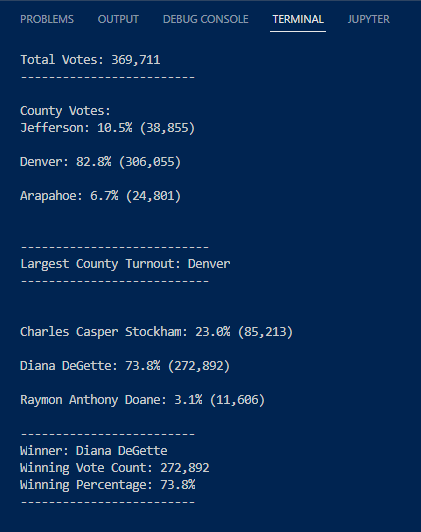 PROBLEMS OUTPUT DEBUG CONSOLE TERMINAL JUPYTER
Total Votes: 369,711
-------------------------
County Votes:
Jefferson: 10.5% (38,855)
Denver: 82.8% (306,055)
Arapahoe: 6.7% (24,801)
---------------------------
Largest County Turnout: Denver
---------------------------
Charles Casper Stockham: 23.0% (85,213)
Diana DeGette: 73.8% (272,892)
Raymon Anthony Doane: 3.1% (11,606)
-------------------------
Winner: Diana DeGette
Winning Vote Count: 272,892
Winning Percentage: 73.8%
-------------------------